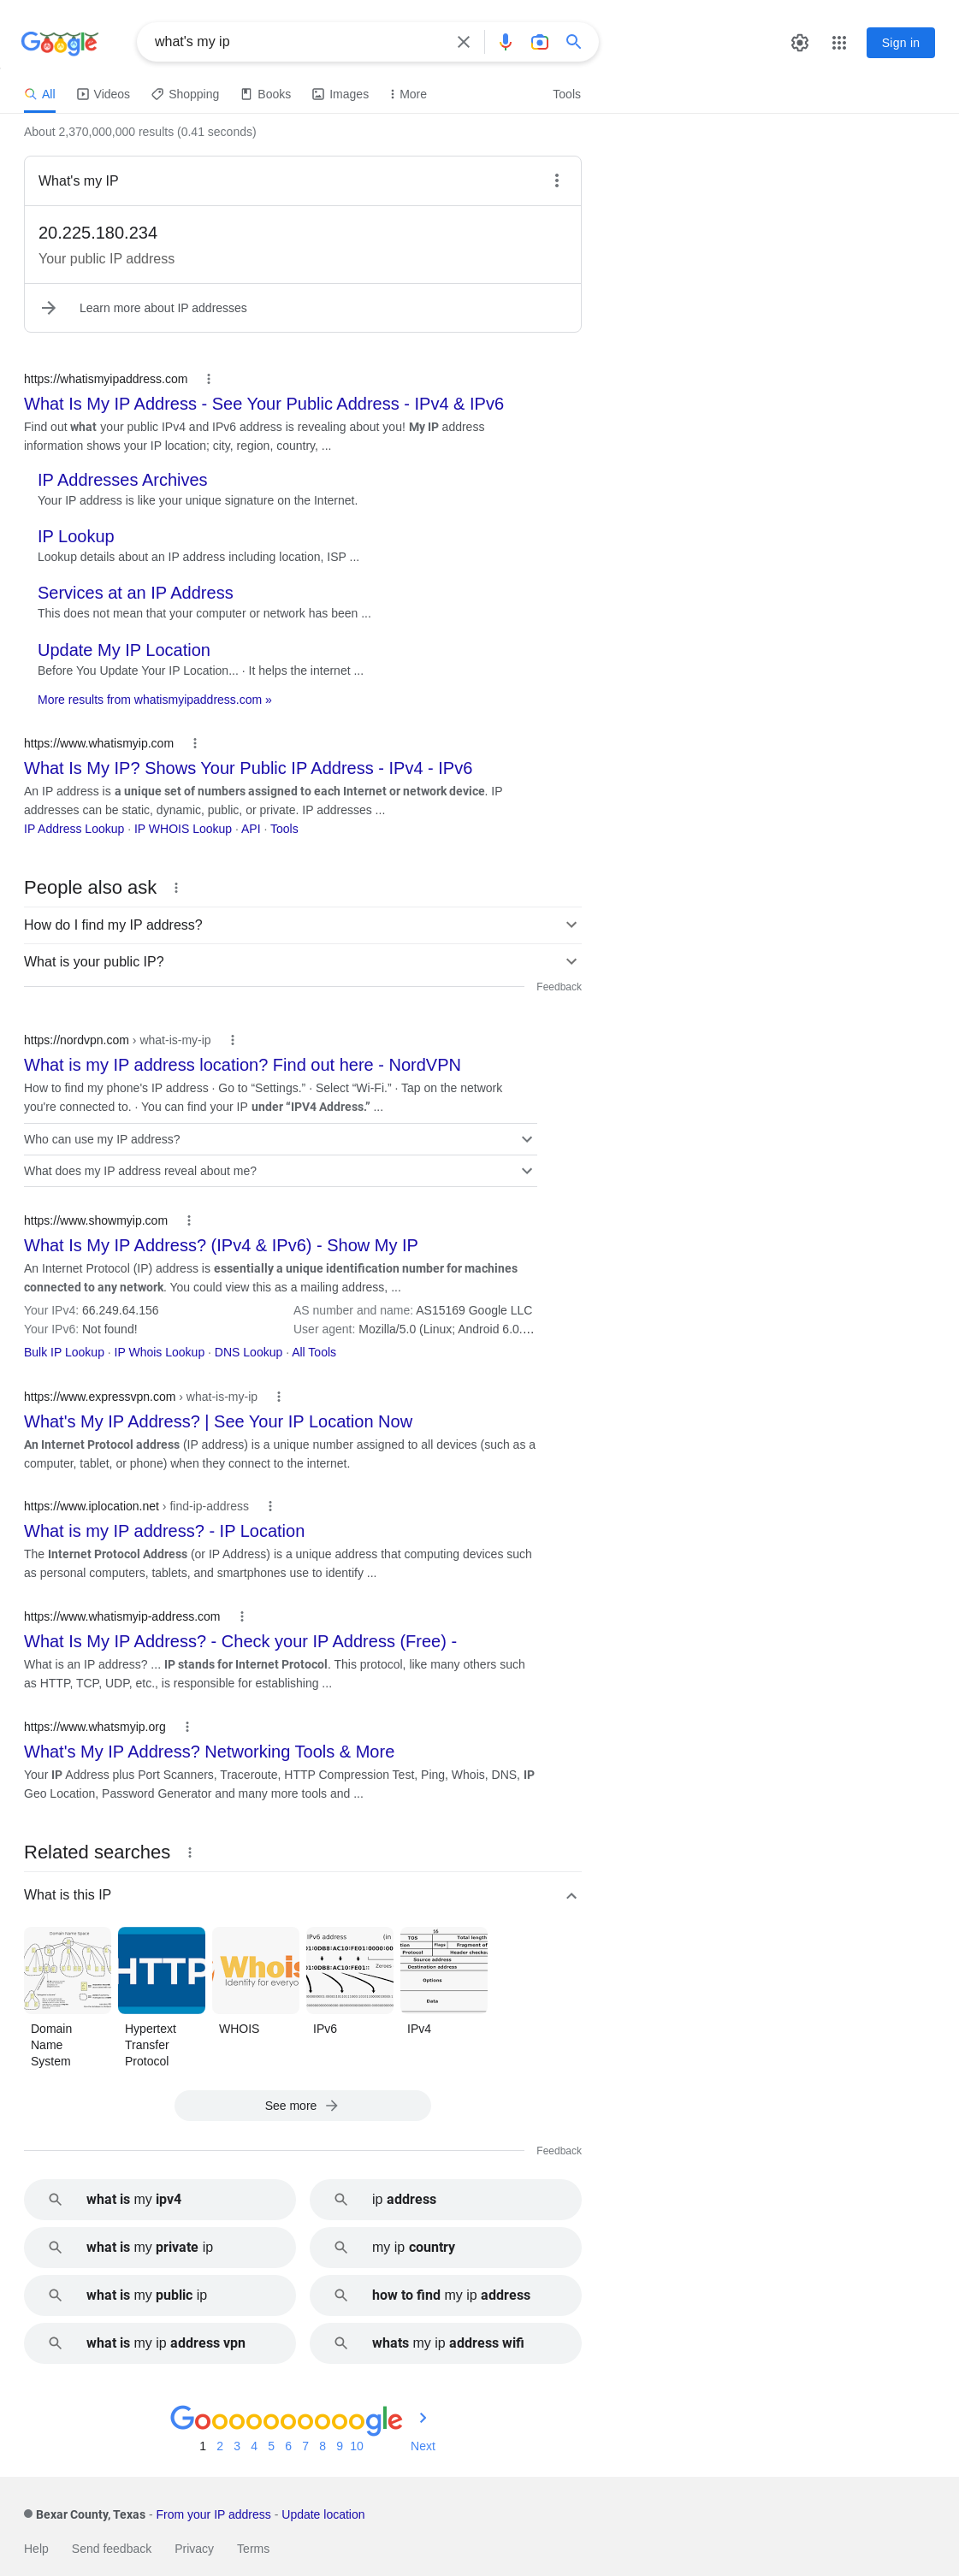 Google
what's my ip
Sign in
All
Videos
Shopping
Books
Images
More
Tools
About 2,370,000,000 results (0.41 seconds)
What's my IP
20.225.180.234
Your public IP address
Learn more about IP addresses
https://whatismyipaddress.com
What Is My IP Address - See Your Public Address - IPv4 & IPv6
Find out what your public IPv4 and IPv6 address is revealing about you! My IP address
information shows your IP location; city, region, country, ...
IP Addresses Archives
Your IP address is like your unique signature on the Internet.
IP Lookup
Lookup details about an IP address including location, ISP ...
Services at an IP Address
This does not mean that your computer or network has been ...
Update My IP Location
Before You Update Your IP Location... · It helps the internet ...
More results from whatismyipaddress.com »
https://www.whatismyip.com
What Is My IP? Shows Your Public IP Address - IPv4 - IPv6
An IP address is a unique set of numbers assigned to each Internet or network device. IP
addresses can be static, dynamic, public, or private. IP addresses ...
IP Address Lookup · IP WHOIS Lookup · API · Tools
People also ask
How do I find my IP address?
What is your public IP?
Feedback
https://nordvpn.com › what-is-my-ip
What is my IP address location? Find out here - NordVPN
How to find my phone's IP address · Go to “Settings.” · Select “Wi-Fi.” · Tap on the network
you're connected to. · You can find your IP under “IPV4 Address.” ...
Who can use my IP address?
What does my IP address reveal about me?
https://www.showmyip.com
What Is My IP Address? (IPv4 & IPv6) - Show My IP
An Internet Protocol (IP) address is essentially a unique identification number for machines
connected to any network. You could view this as a mailing address, ...
Your IPv4: 66.249.64.156
AS number and name: AS15169 Google LLC
Your IPv6: Not found!
User agent: Mozilla/5.0 (Linux; Android 6.0.…
Bulk IP Lookup · IP Whois Lookup · DNS Lookup · All Tools
https://www.expressvpn.com › what-is-my-ip
What's My IP Address? | See Your IP Location Now
An Internet Protocol address (IP address) is a unique number assigned to all devices (such as a
computer, tablet, or phone) when they connect to the internet.
https://www.iplocation.net › find-ip-address
What is my IP address? - IP Location
The Internet Protocol Address (or IP Address) is a unique address that computing devices such
as personal computers, tablets, and smartphones use to identify ...
https://www.whatismyip-address.com
What Is My IP Address? - Check your IP Address (Free) -
What is an IP address? ... IP stands for Internet Protocol. This protocol, like many others such
as HTTP, TCP, UDP, etc., is responsible for establishing ...
https://www.whatsmyip.org
What's My IP Address? Networking Tools & More
Your IP Address plus Port Scanners, Traceroute, HTTP Compression Test, Ping, Whois, DNS, IP
Geo Location, Password Generator and many more tools and ...
Related searches
What is this IP
Domain Name Space
HTTP
Whois
Identity for everyo
IPv6 address (in
Zeroes
TOS
Total length
Flags
Fragment of
Protocol
Header checksu
Source address
Destination address
Options
Data
Domain
Name
System
Hypertext
Transfer
Protocol
WHOIS
IPv6
IPv4
See more
Feedback
what is my ipv4
ip address
what is my private ip
my ip country
what is my public ip
how to find my ip address
what is my ip address vpn
whats my ip address wifi
Goooooooooogle
1 2 3 4 5 6 7 8 9 10
Next
Bexar County, Texas - From your IP address - Update location
Help
Send feedback
Privacy
Terms